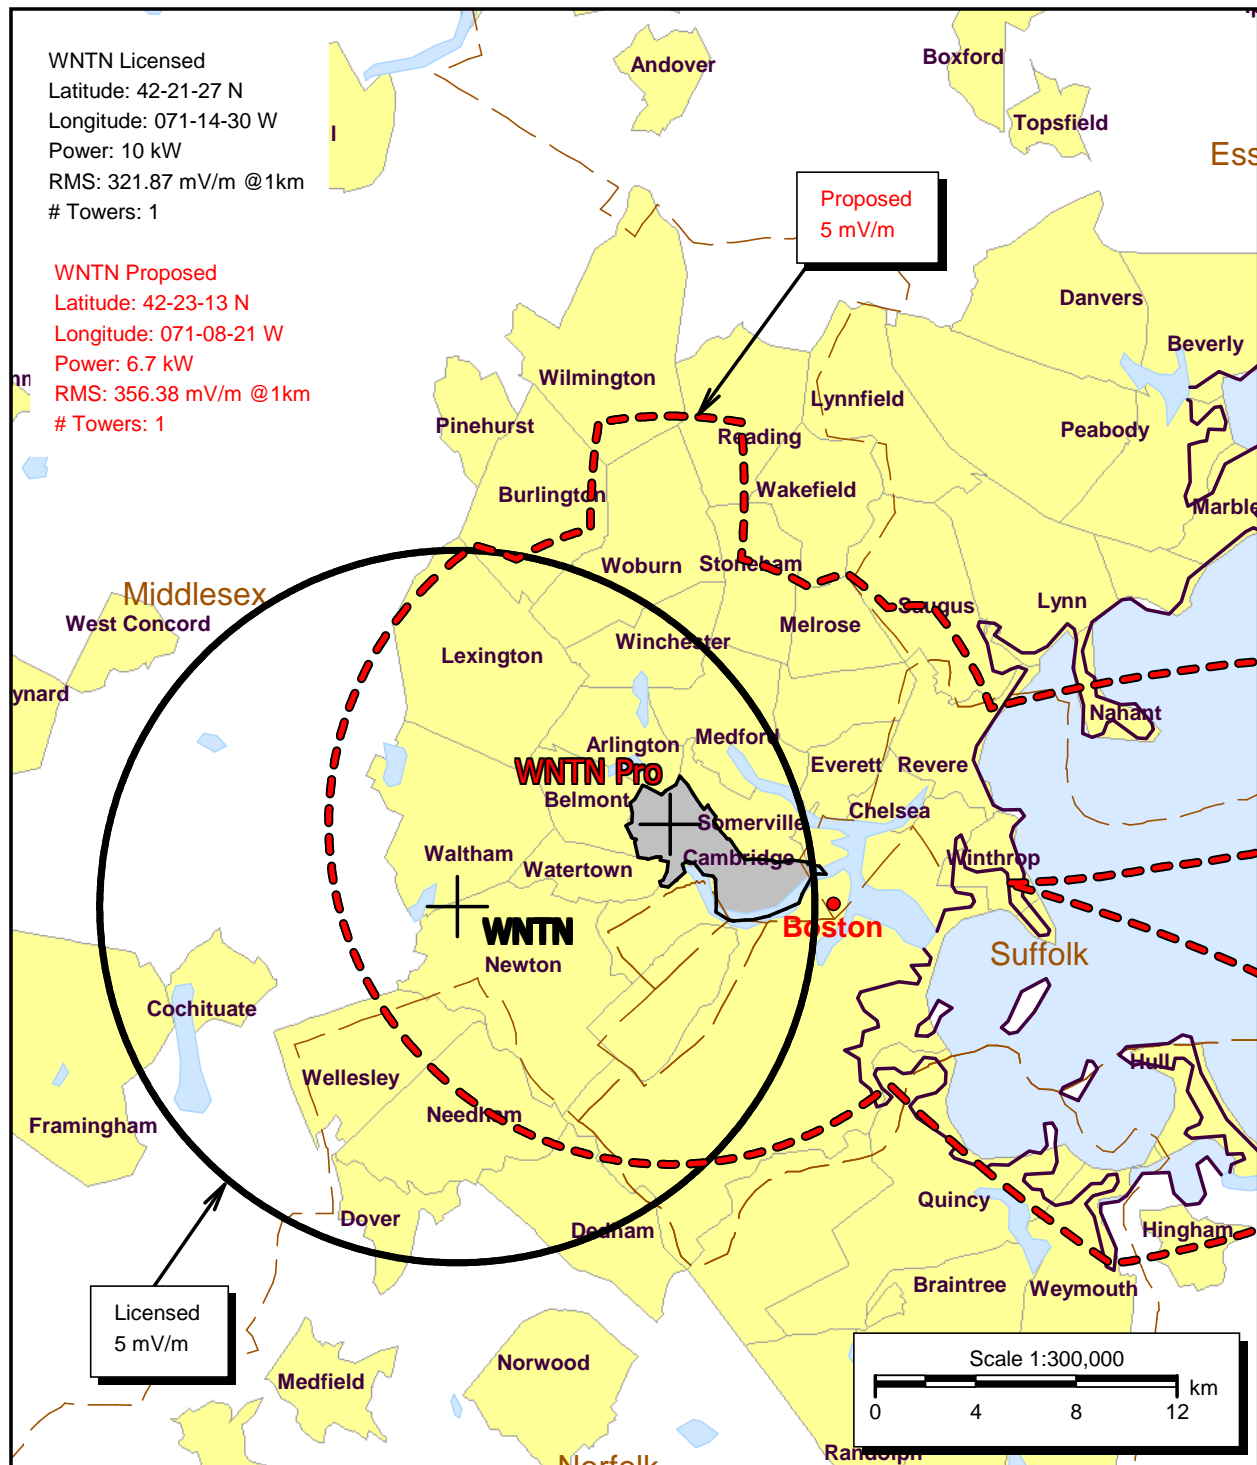 WNTN Licensed
Latitude: 42-21-27 N
Longitude: 071-14-30 W
Power: 10 kW
RMS: 321.87 mV/m @1km
# Towers: 1
WNTN Proposed
Latitude: 42-23-13 N
Longitude: 071-08-21 W
Power: 6.7 kW
RMS: 356.38 mV/m @1km
# Towers: 1
Andover
Boxford
Topsfield
Ess
Proposed
5 mV/m
Danvers
Beverly
Wilmington
Lynnfield
Pinehurst
Reading
Peabody
Burlington
Wakefield
Marble
Woburn
Stoneham
Middlesex
West Concord
Saugus
Lynn
Melrose
Winchester
Lexington
ynard
Nahant
Arlington
Medford
Everett
Revere
WNTN Pro
Belmont
Chelsea
Somerville
Waltham
Watertown
Cambridge
Winthrop
WNTN
Boston
Newton
Suffolk
Cochituate
Wellesley
Hull
Needham
Framingham
Quincy
Dover
Dedham
Hingham
Braintree
Weymouth
Licensed
5 mV/m
Norwood
Medfield
Scale 1:300,000
km
0 4 8 12
Randolph
Norfolk